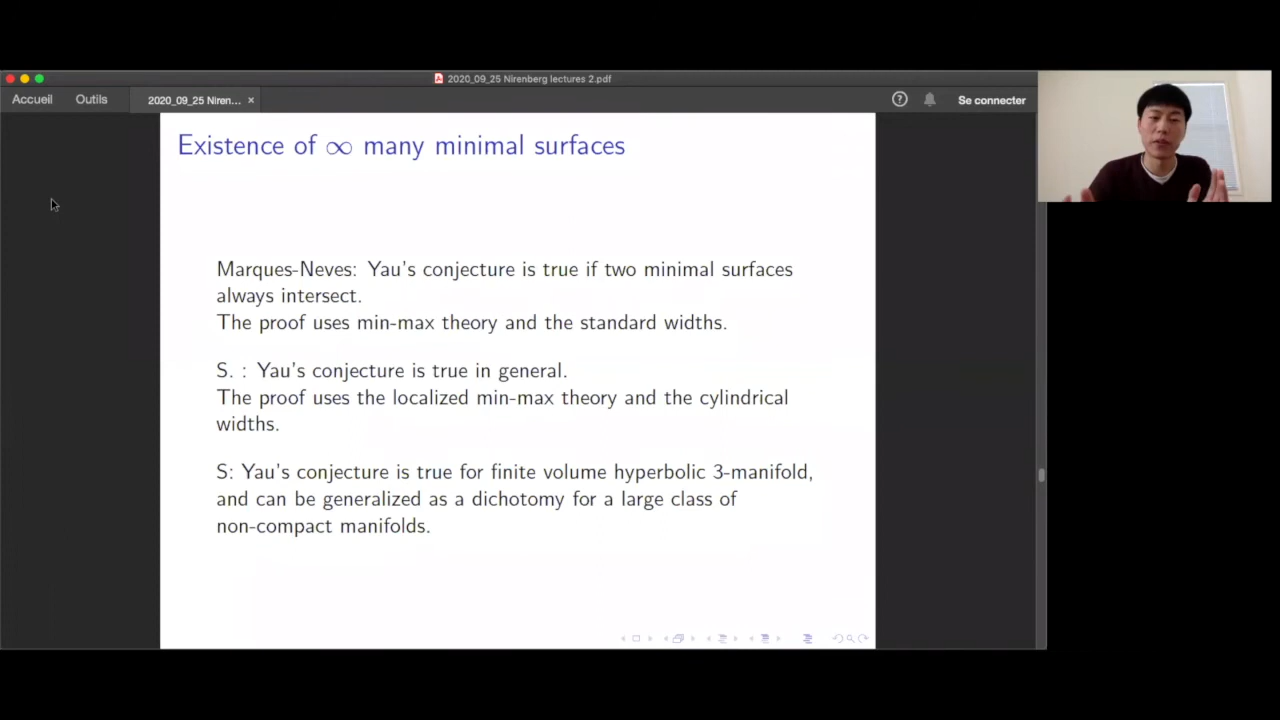 2020_09_25 Nirenberg lectures 2.pdf
Accueil Outils 2020_09_25 Niren... × ? Se connecter
Existence of ∞ many minimal surfaces
Marques-Neves: Yau's conjecture is true if two minimal surfaces
always intersect.
The proof uses min-max theory and the standard widths.
S. : Yau's conjecture is true in general.
The proof uses the localized min-max theory and the cylindrical
widths.
S: Yau's conjecture is true for finite volume hyperbolic 3-manifold,
and can be generalized as a dichotomy for a large class of
non-compact manifolds.